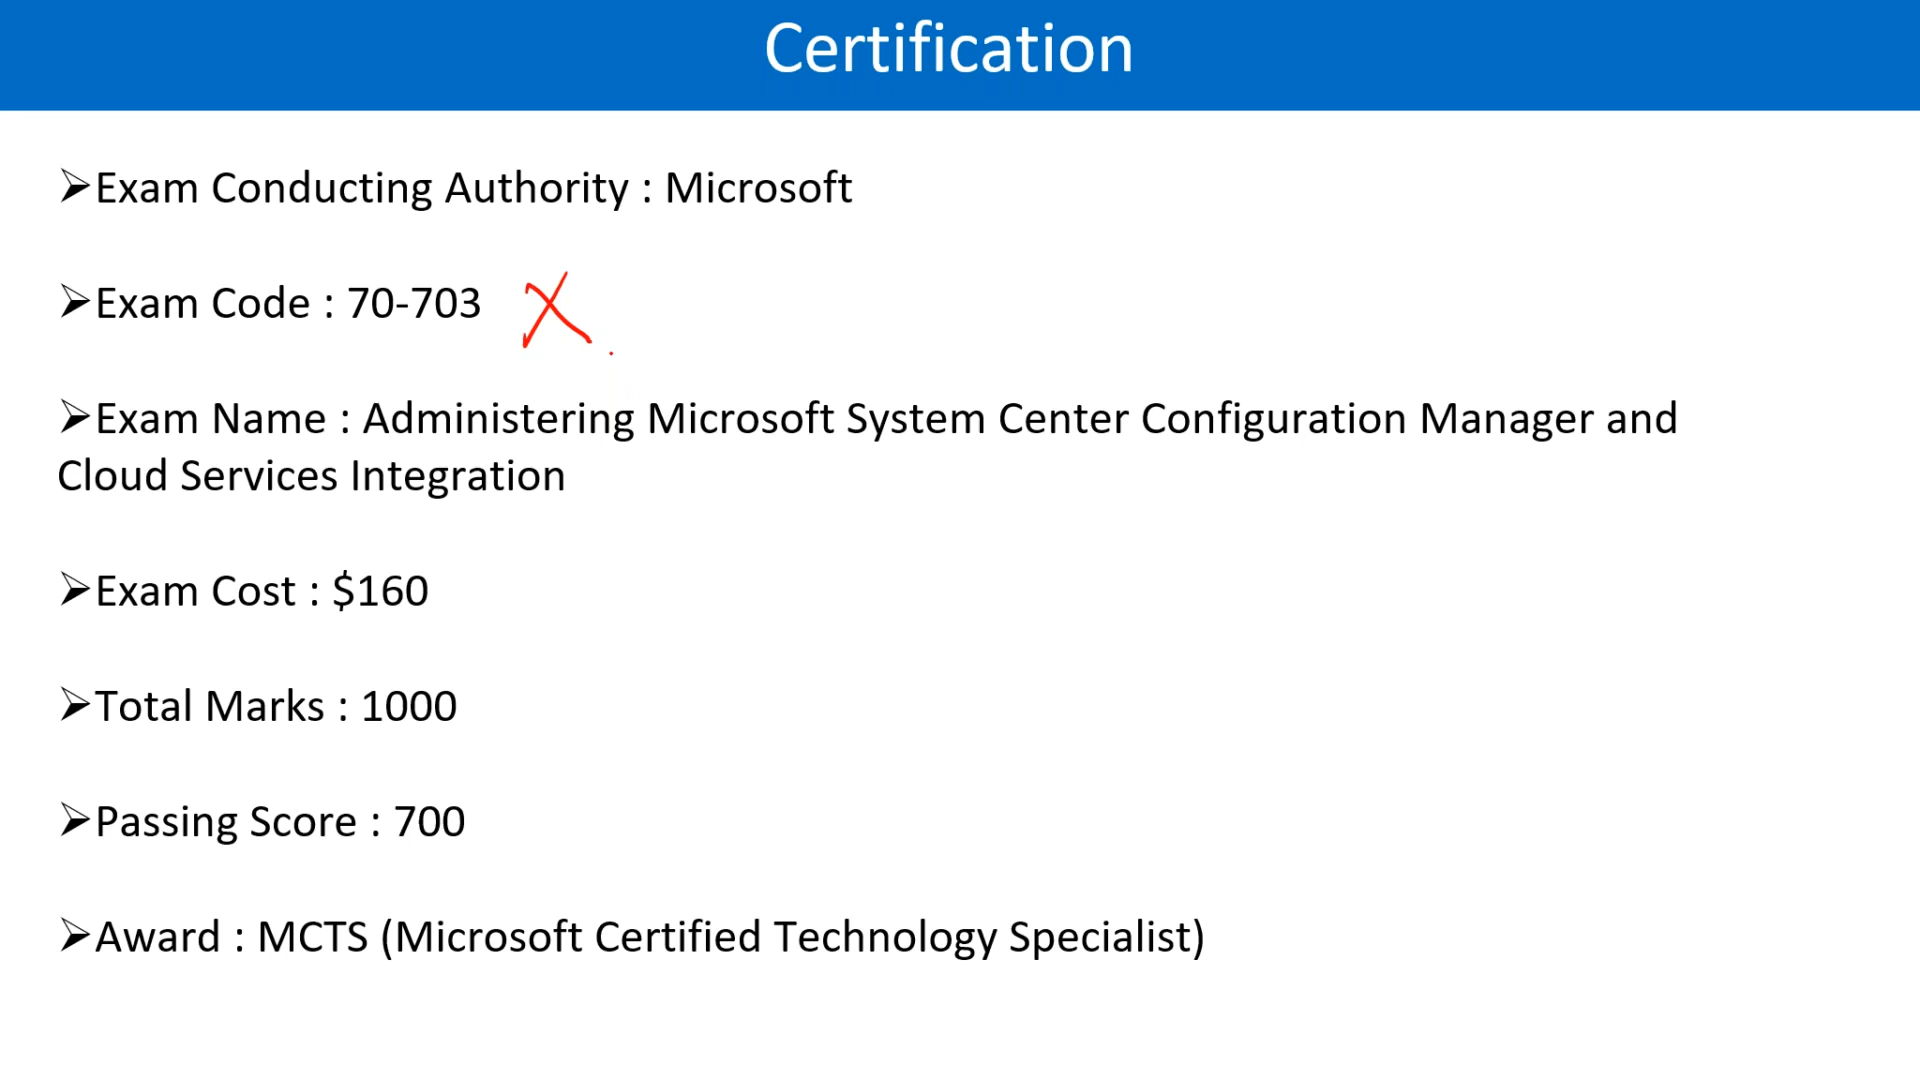 Certification
➢Exam Conducting Authority : Microsoft
➢Exam Code : 70-703 X
➢Exam Name : Administering Microsoft System Center Configuration Manager and
Cloud Services Integration
➢Exam Cost : $160
➢Total Marks : 1000
➢Passing Score : 700
➢Award : MCTS (Microsoft Certified Technology Specialist)